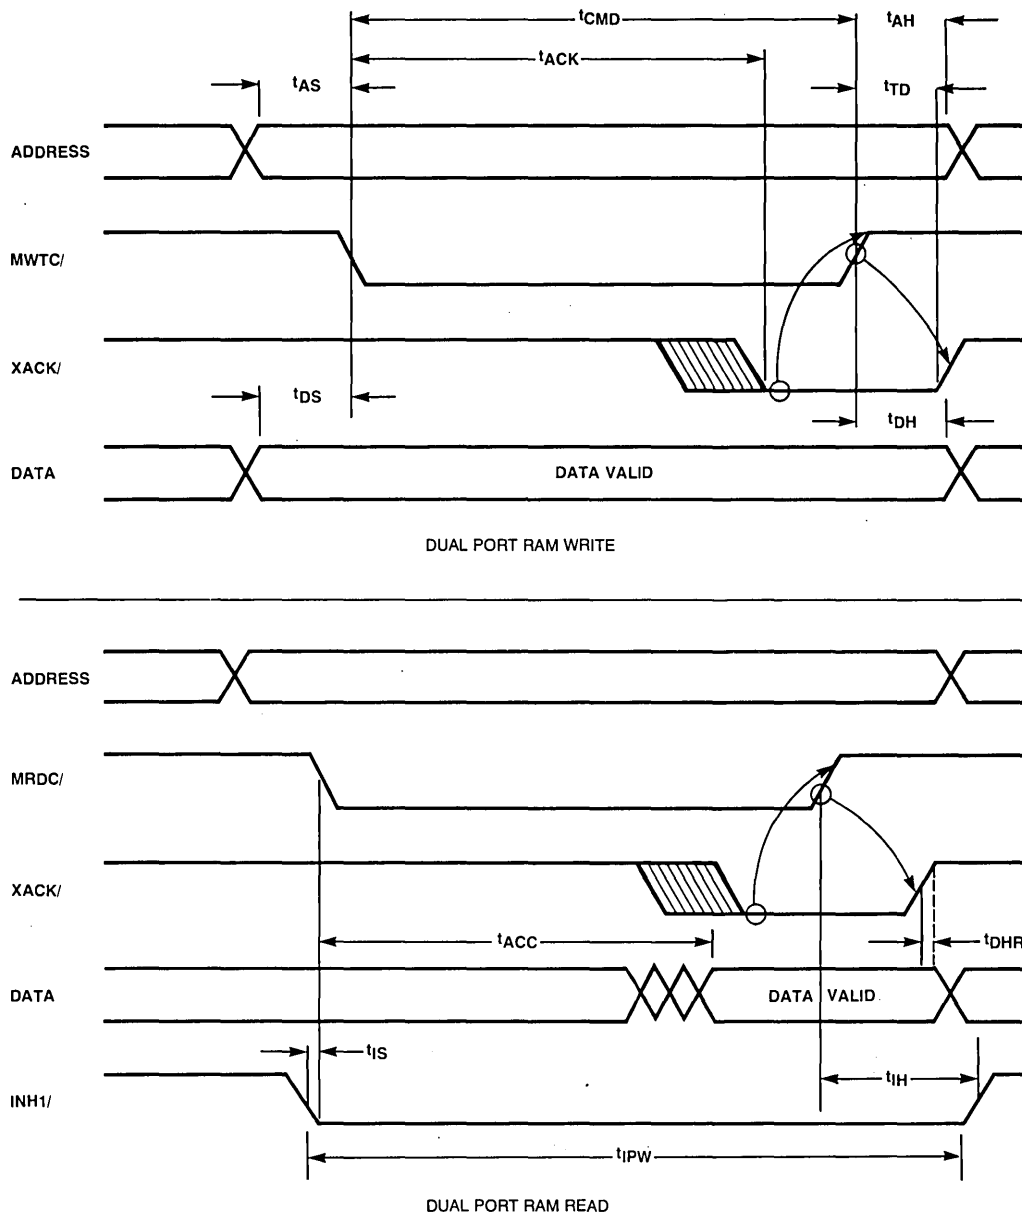 tCMD
tAH
tACK
tAS
tTD
ADDRESS
MWTC/
XACK/
tDS
tDH
DATA
DATA VALID
DUAL PORT RAM WRITE
ADDRESS
MRDC/
XACK/
tACC
tDHR
DATA
DATA VALID
tIS
tIH
INH1/
tIPW
DUAL PORT RAM READ